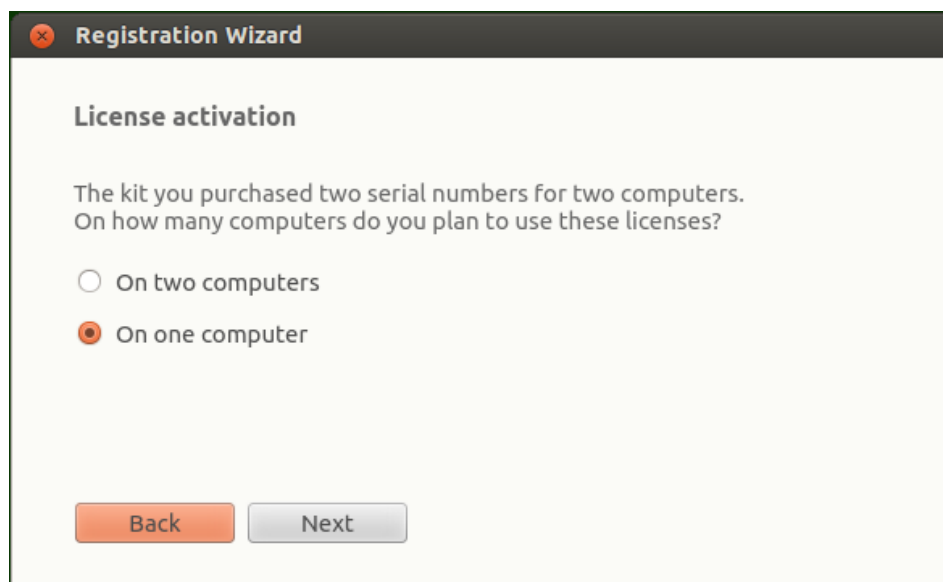 Registration Wizard
License activation
The kit you purchased two serial numbers for two computers.
On how many computers do you plan to use these licenses?
On two computers
On one computer
Back
Next